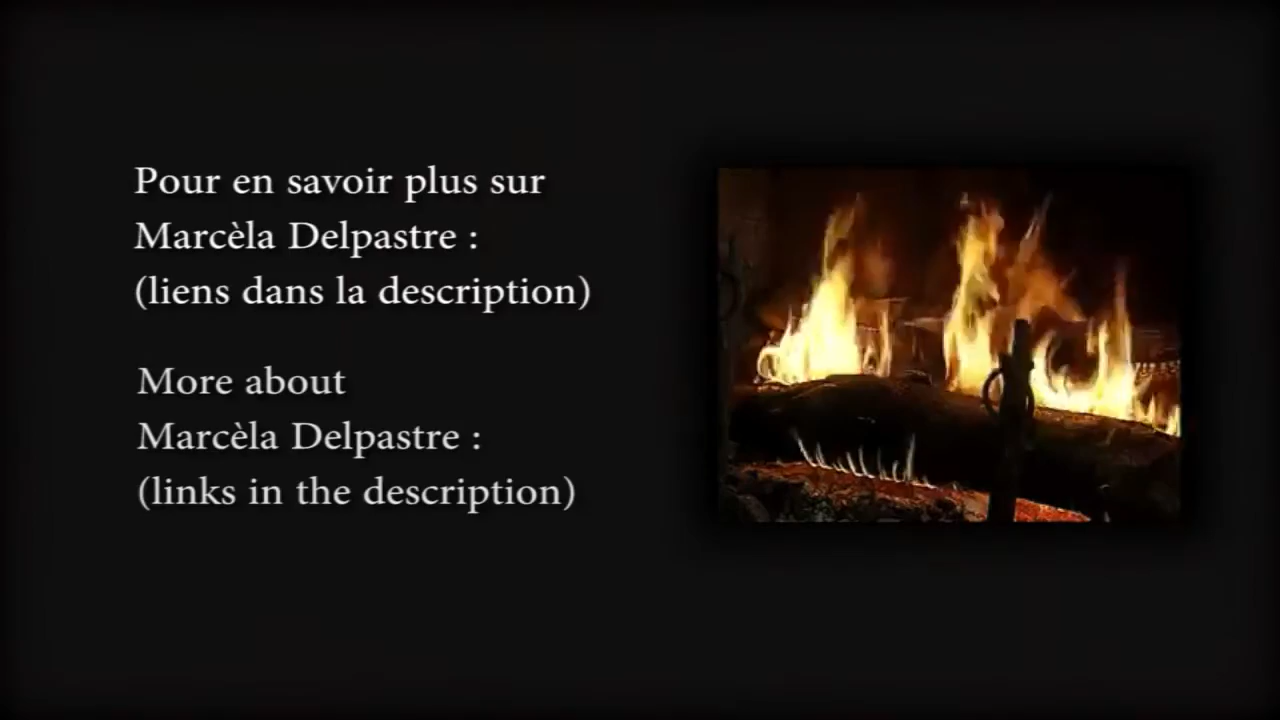 Pour en savoir plus sur
Marcèla Delpastre :
(liens dans la description)
More about
Marcèla Delpastre :
(links in the description)